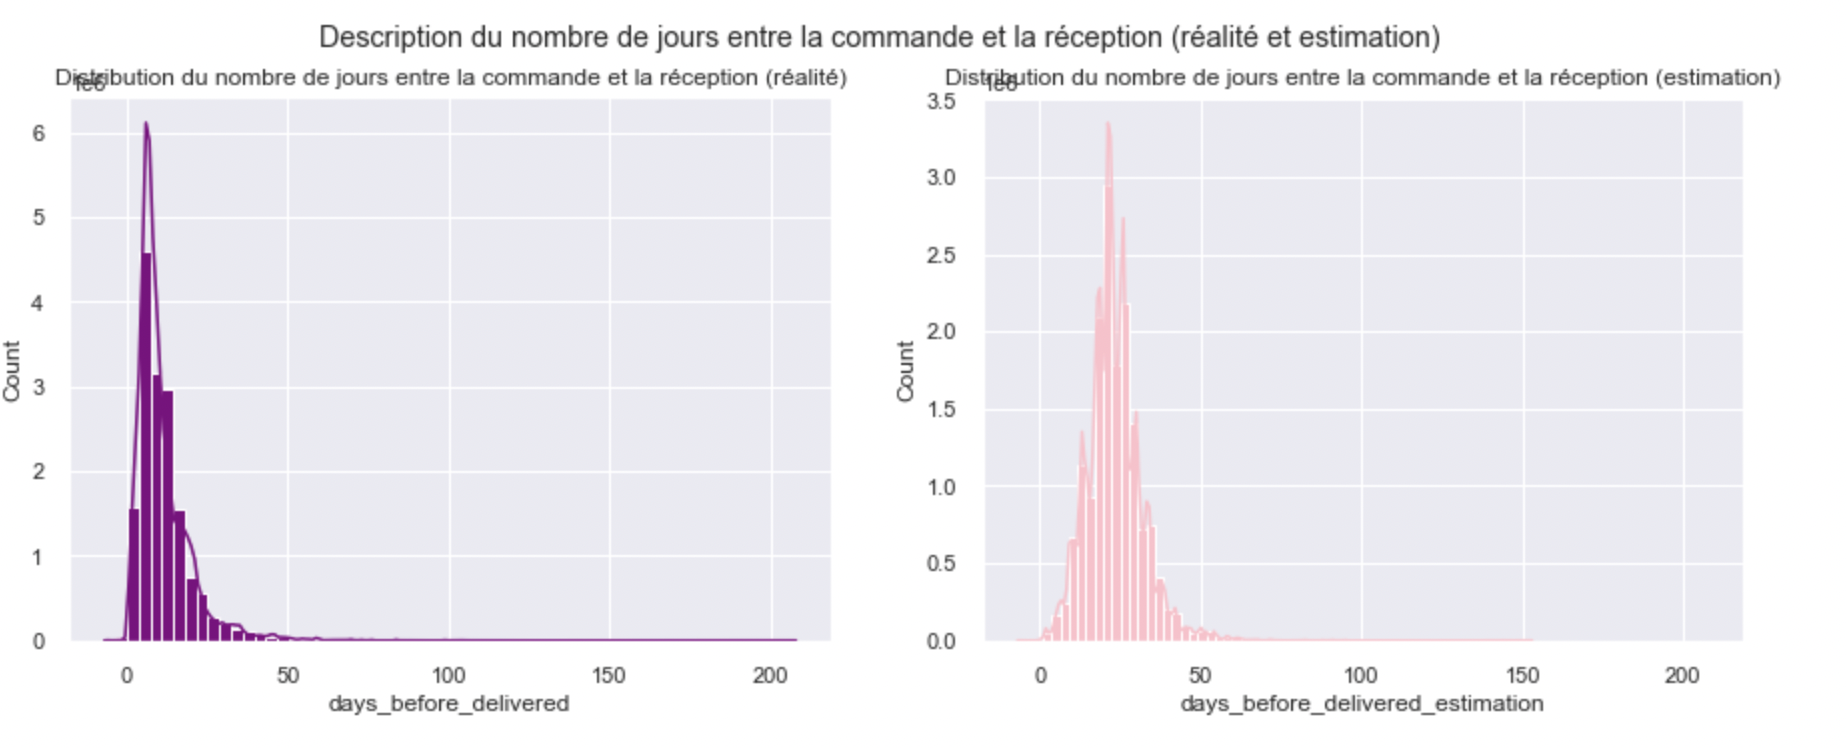 Description du nombre de jours entre la commande et la réception (réalité et estimation)
Distribution du nombre de jours entre la commande et la réception (réalité)
1e6
6
5
4
3
2
1
0
Count
0 50 100 150 200
days_before_delivered
Distribution du nombre de jours entre la commande et la réception (estimation)
1e6
3.5
3.0
2.5
2.0
1.5
1.0
0.5
0.0
Count
0 50 100 150 200
days_before_delivered_estimation